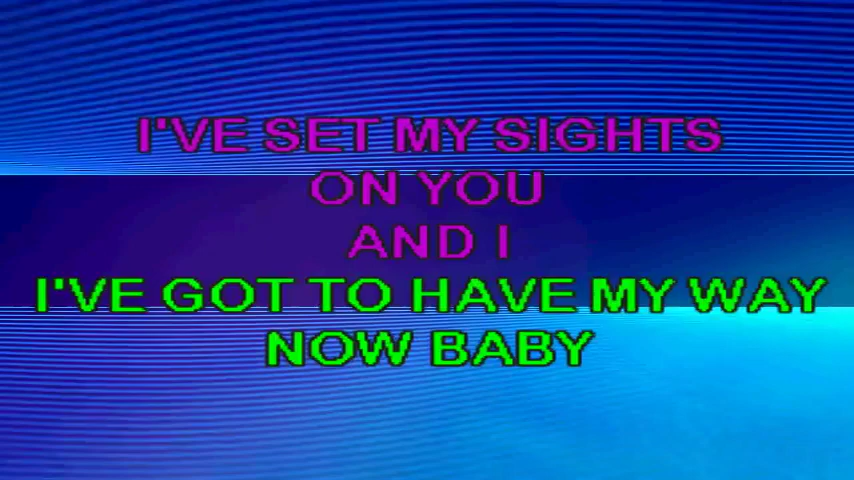 I'VE SET MY SIGHTS
ON YOU
AND I
I'VE GOT TO HAVE MY WAY
NOW BABY